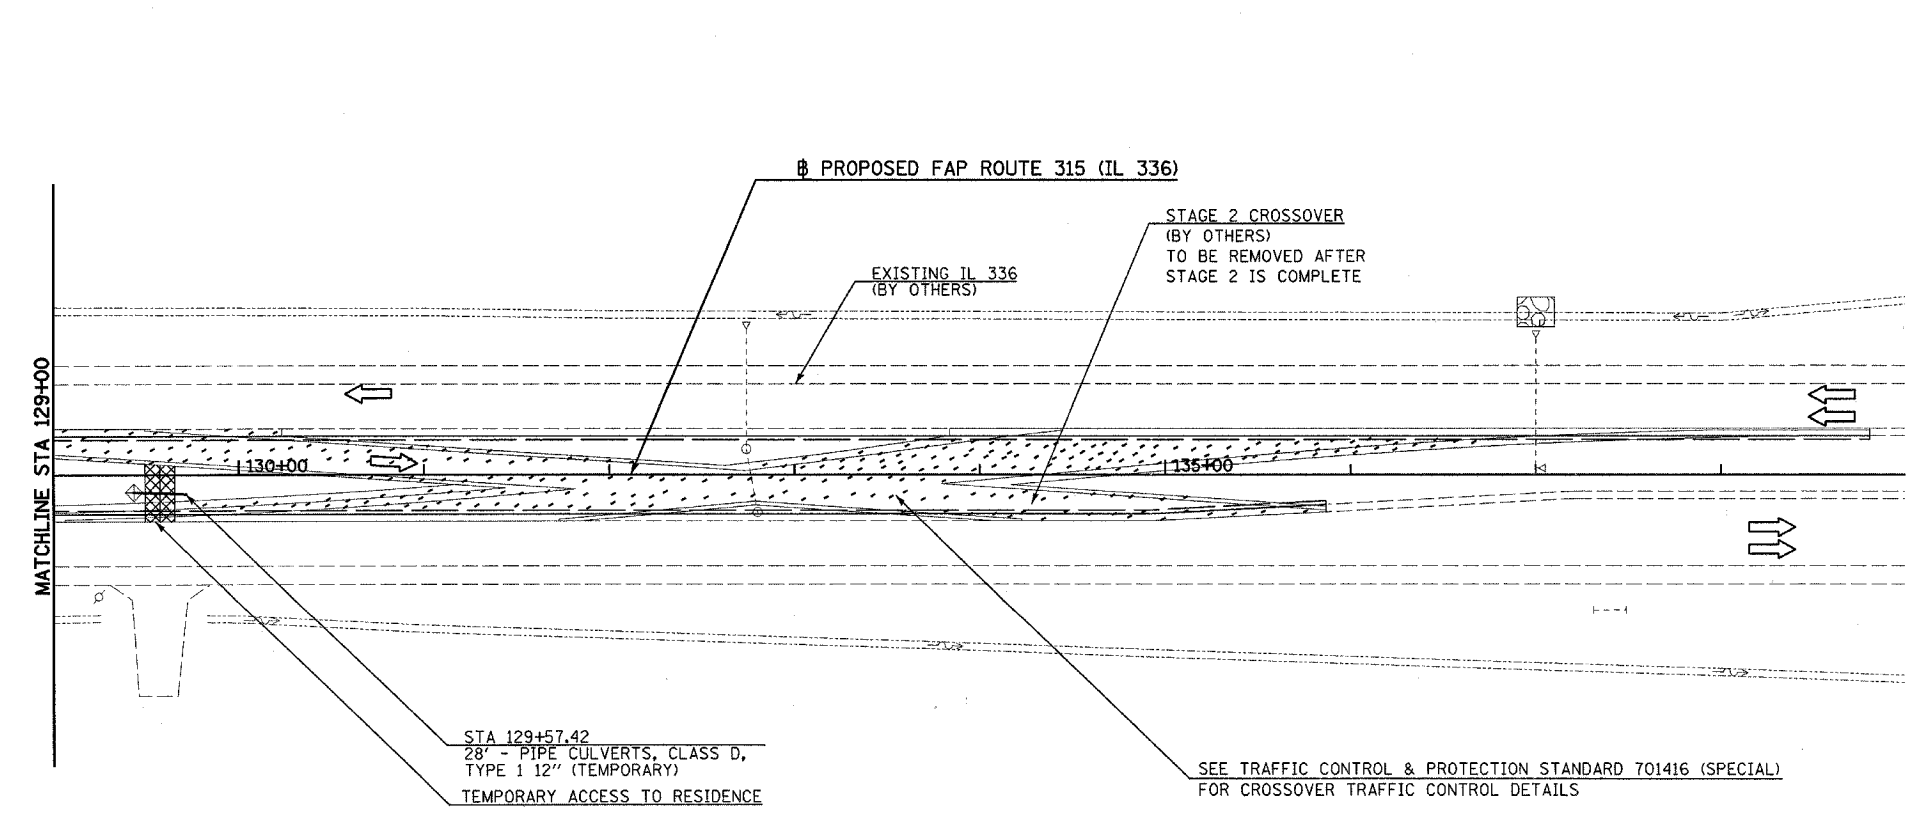 ℄ PROPOSED FAP ROUTE 315 (IL 336)
STAGE 2 CROSSOVER
(BY OTHERS)
TO BE REMOVED AFTER
STAGE 2 IS COMPLETE
EXISTING IL 336
(BY OTHERS)
MATCHLINE STA 129+00
130+00
135+00
STA 129+57.42
28' - PIPE CULVERTS, CLASS D,
TYPE 1 12" (TEMPORARY)
TEMPORARY ACCESS TO RESIDENCE
SEE TRAFFIC CONTROL & PROTECTION STANDARD 701416 (SPECIAL)
FOR CROSSOVER TRAFFIC CONTROL DETAILS